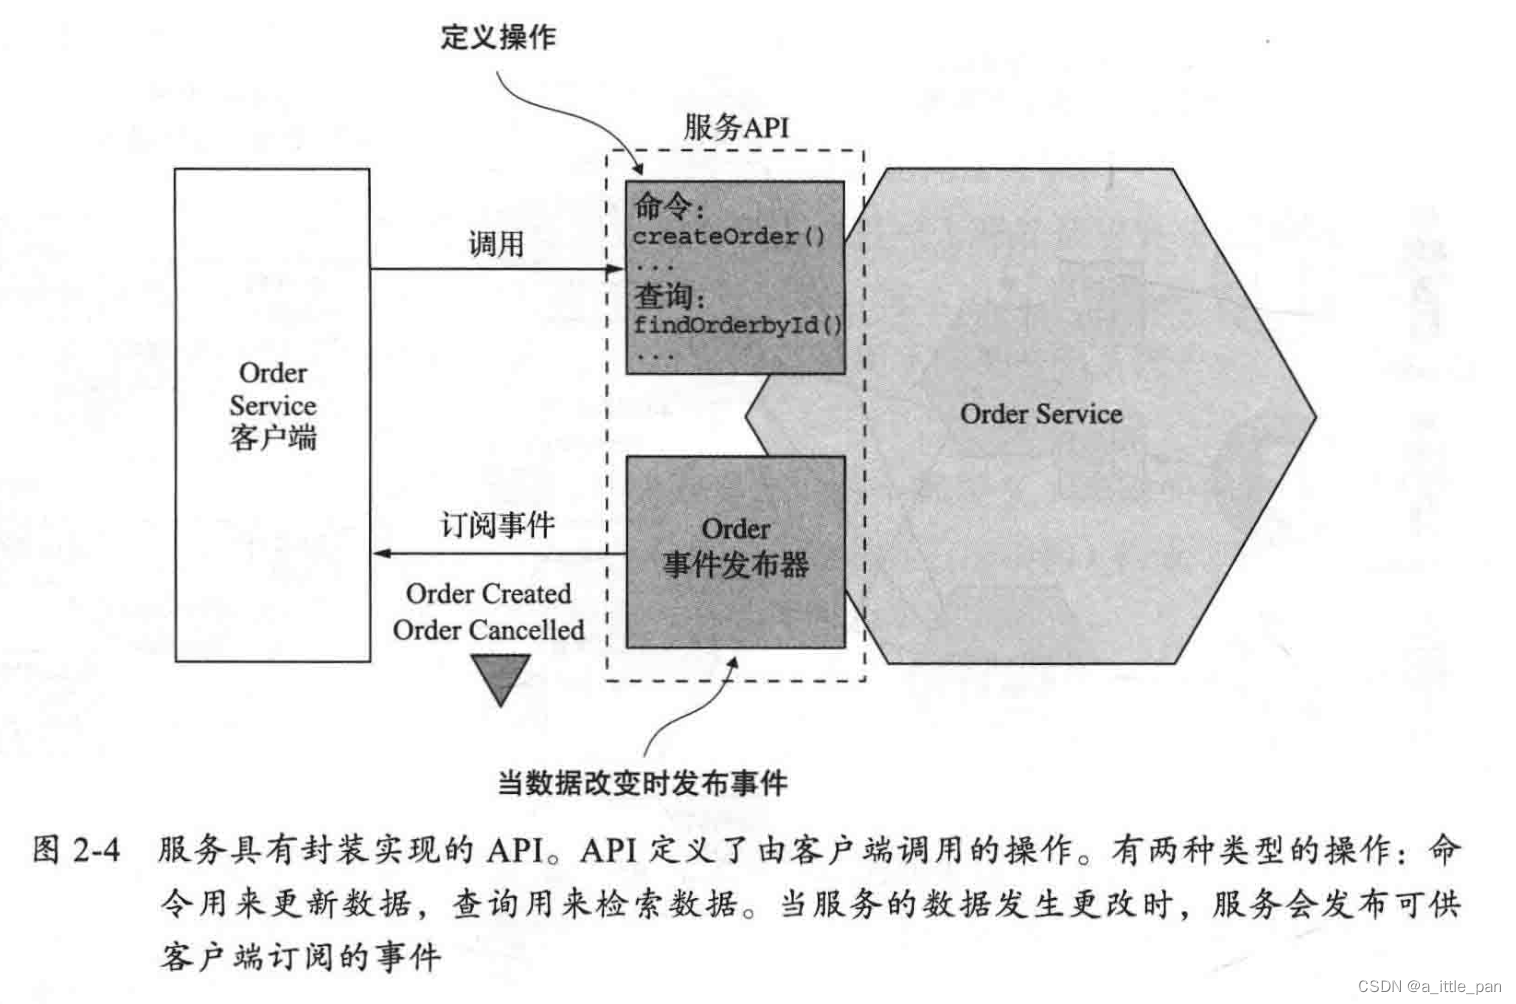 定义操作
服务API
命令：
createOrder()
...
查询：
findOrderbyId()
...
调用
Order
Service
客户端
Order Service
订阅事件
Order Created
Order Cancelled
Order
事件发布器
当数据改变时发布事件
图 2-4 服务具有封装实现的 API。API 定义了由客户端调用的操作。有两种类型的操作：命
令用来更新数据，查询用来检索数据。当服务的数据发生更改时，服务会发布可供
客户端订阅的事件
CSDN @a_ittle_pan